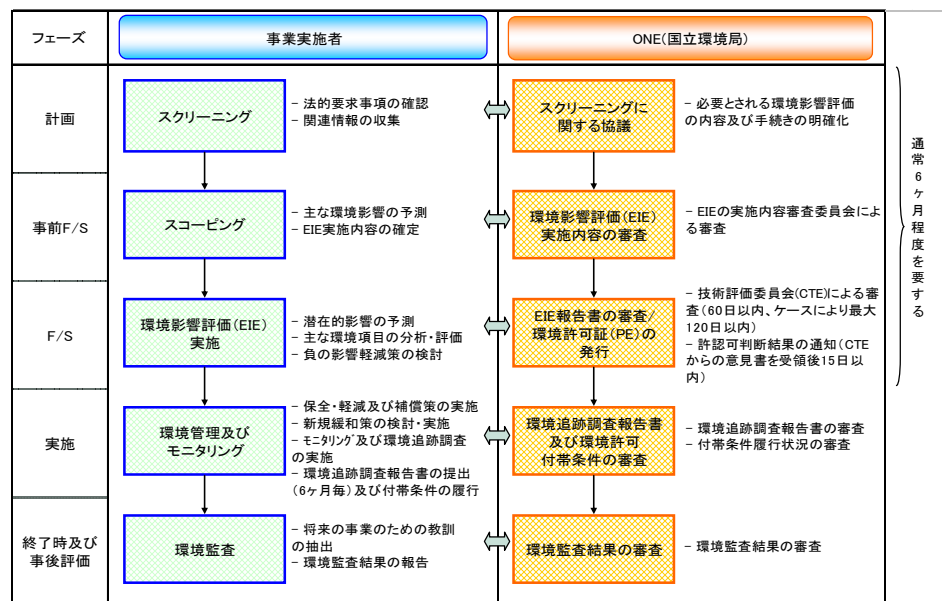 フェーズ
事業実施者
ONE(国立環境局)
計画
スクリーニング
- 法的要求事項の確認
- 関連情報の収集
スクリーニングに
関する協議
- 必要とされる環境影響評価
の内容及び手続きの明確化
事前F/S
スコーピング
- 主な環境影響の予測
- EIE実施内容の確定
環境影響評価(EIE)
実施内容の審査
- EIEの実施内容審査委員会によ
る審査
F/S
環境影響評価(EIE)
実施
- 潜在的影響の予測
- 主な環境項目の分析・評価
- 負の影響軽減策の検討
EIE報告書の審査/
環境許可証(PE)の
発行
- 技術評価委員会(CTE)による審
査(60日以内、ケースにより最大
120日以内)
- 許認可判断結果の通知(CTE
からの意見書を受領後15日以
内)
実施
環境管理及び
モニタリング
- 保全・軽減及び補償策の実施
- 新規緩和策の検討・実施
- ﾓﾆﾀﾘﾝｸﾞ及び環境追跡調査
の実施
- 環境追跡調査報告書の提出
(6ヶ月毎)及び付帯条件の履行
環境追跡調査報告書
及び環境許可
付帯条件の審査
- 環境追跡調査報告書の審査
- 付帯条件履行状況の審査
終了時及び
事後評価
環境監査
- 将来の事業のための教訓
の抽出
- 環境監査結果の報告
環境監査結果の審査
- 環境監査結果の審査
通常6ヶ月程度を要する